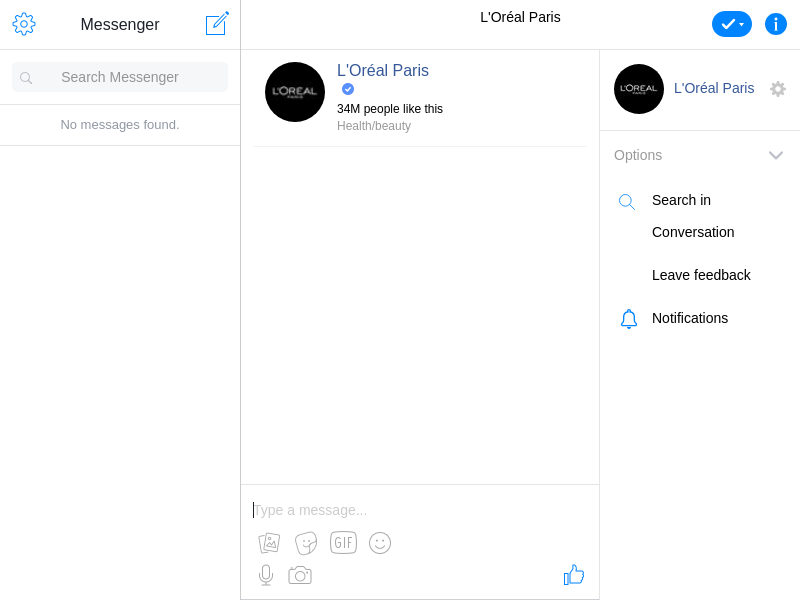 Messenger
Search Messenger
No messages found.
L'Oréal Paris
L'ORÉAL
PARIS
L'Oréal Paris
34M people like this
Health/beauty
Type a message...
GIF
L'ORÉAL
PARIS
L'Oréal Paris
Options
Search in
Conversation
Leave feedback
Notifications